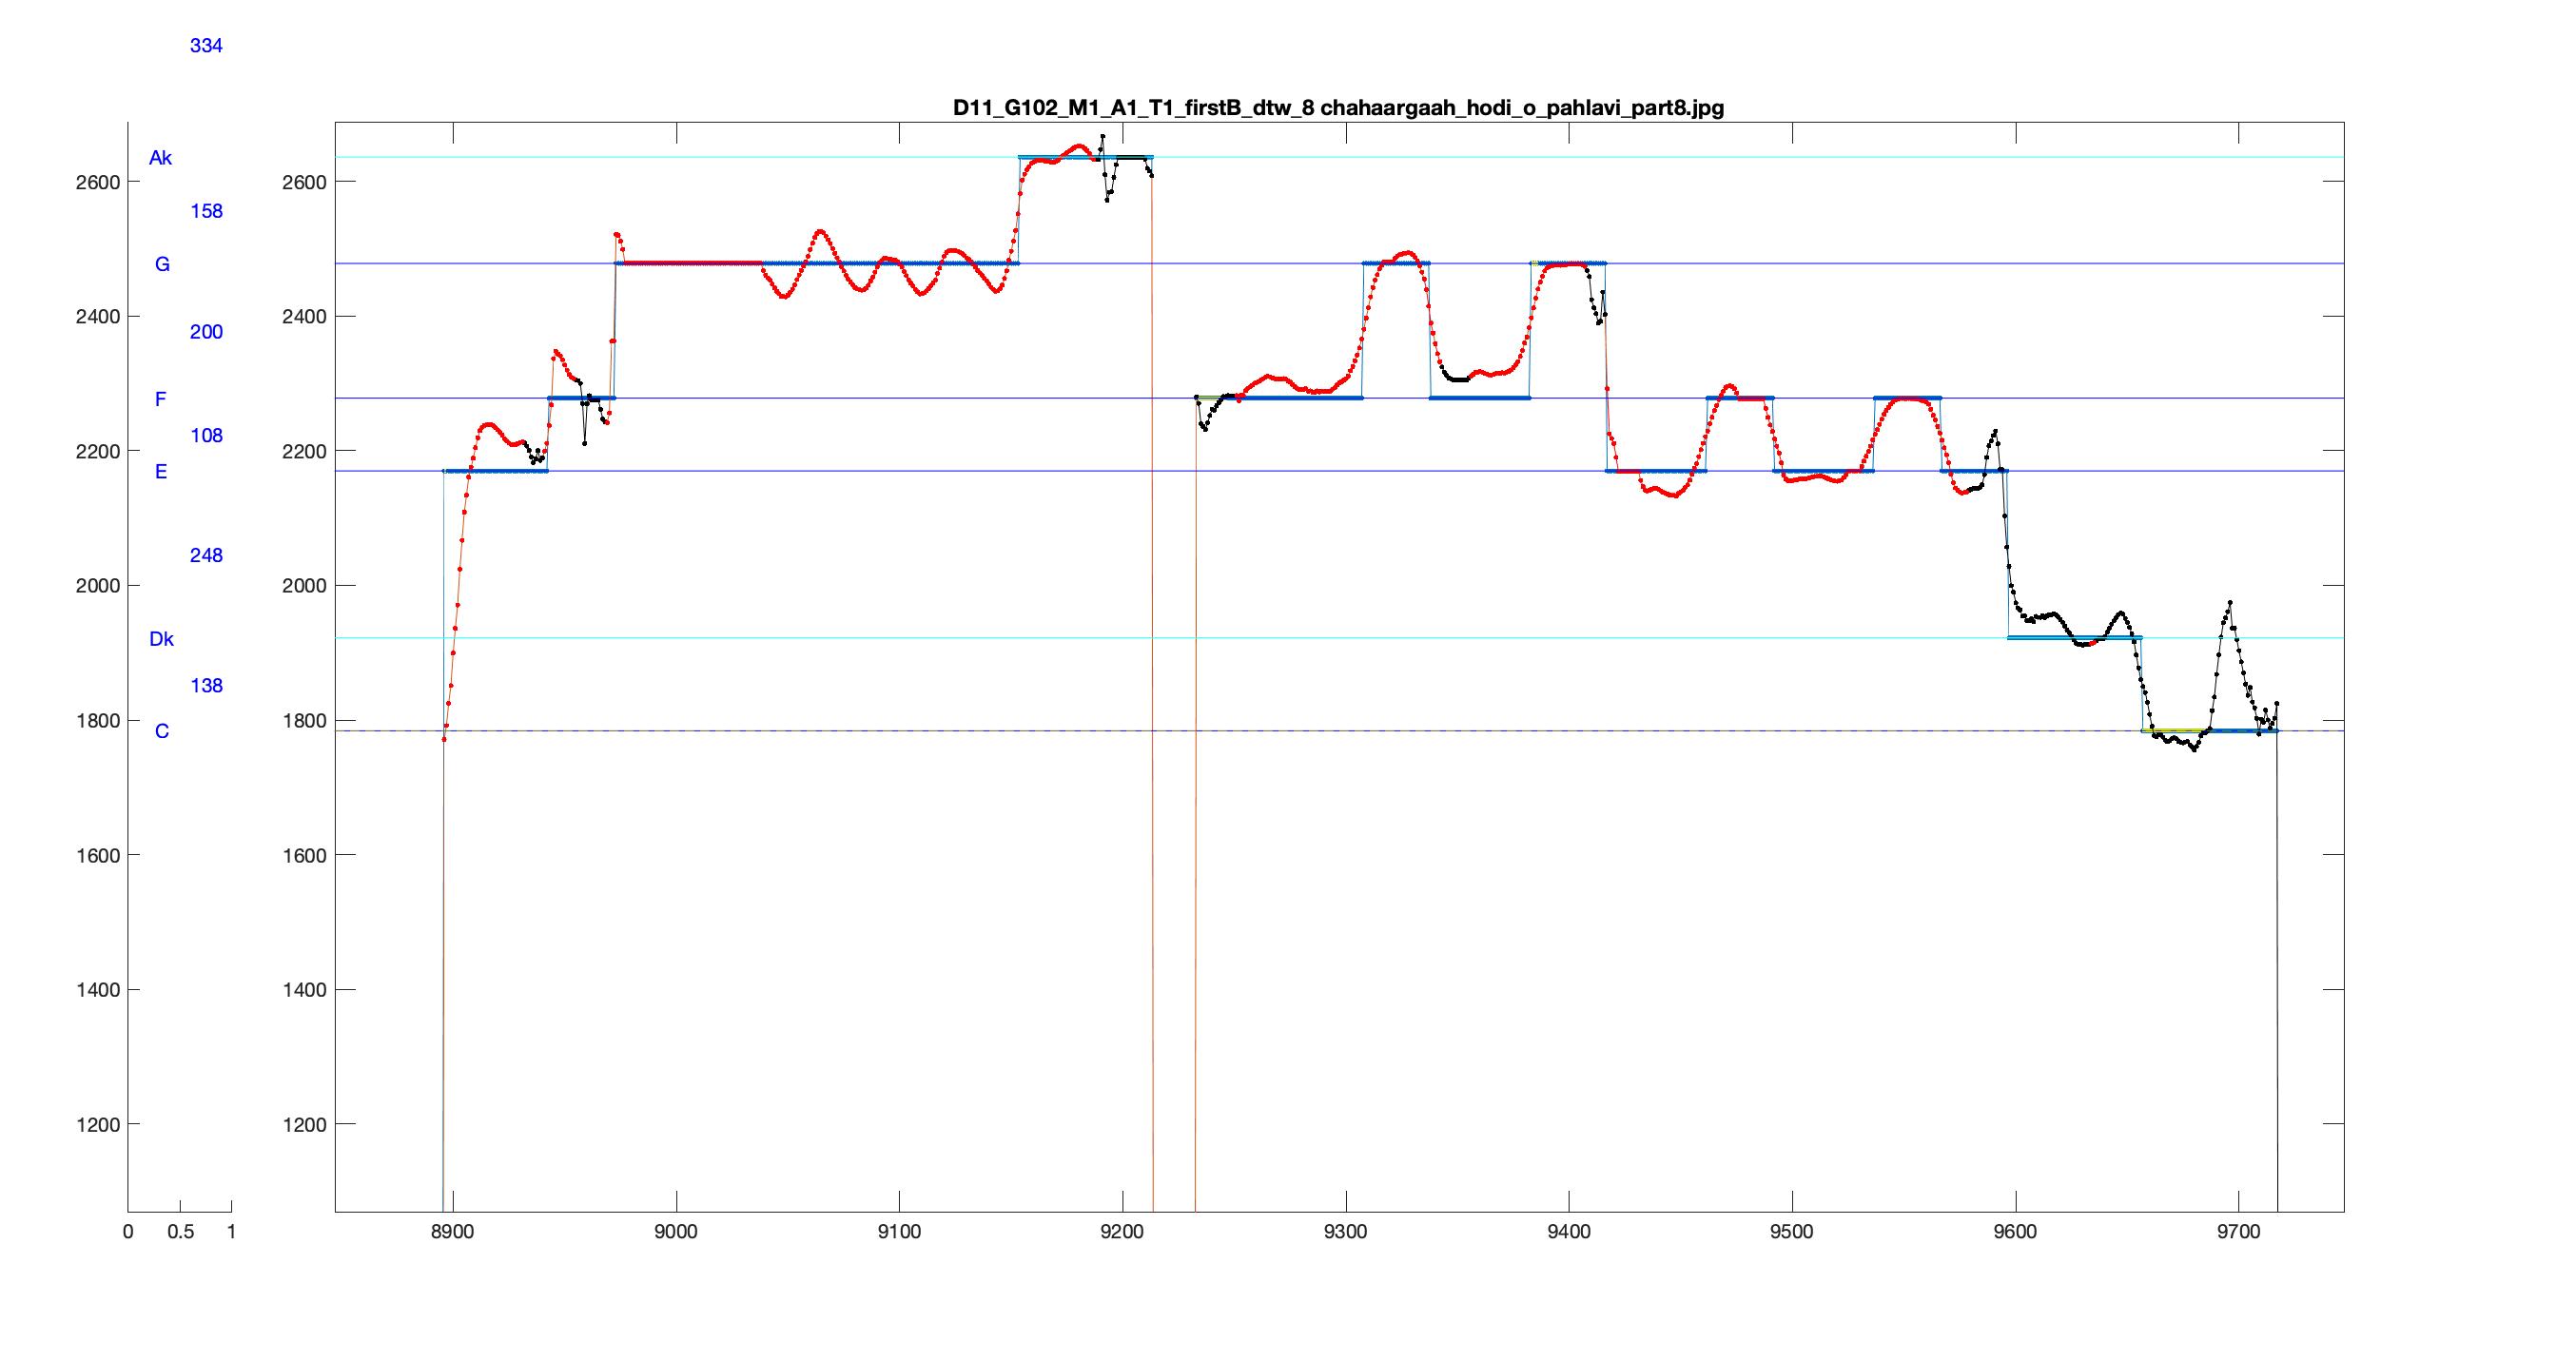 334
D11_G102_M1_A1_T1_firstB_dtw_8 chahaargaah_hodi_o_pahlavi_part8.jpg
Ak
158
2600 2600
G
200
2400 2400
F
108
2200 2200
E
248
2000 2000
Dk
138
1800 1800
C
1600 1600
1400 1400
1200 1200
0 0.5 1 8900 9000 9100 9200 9300 9400 9500 9600 9700